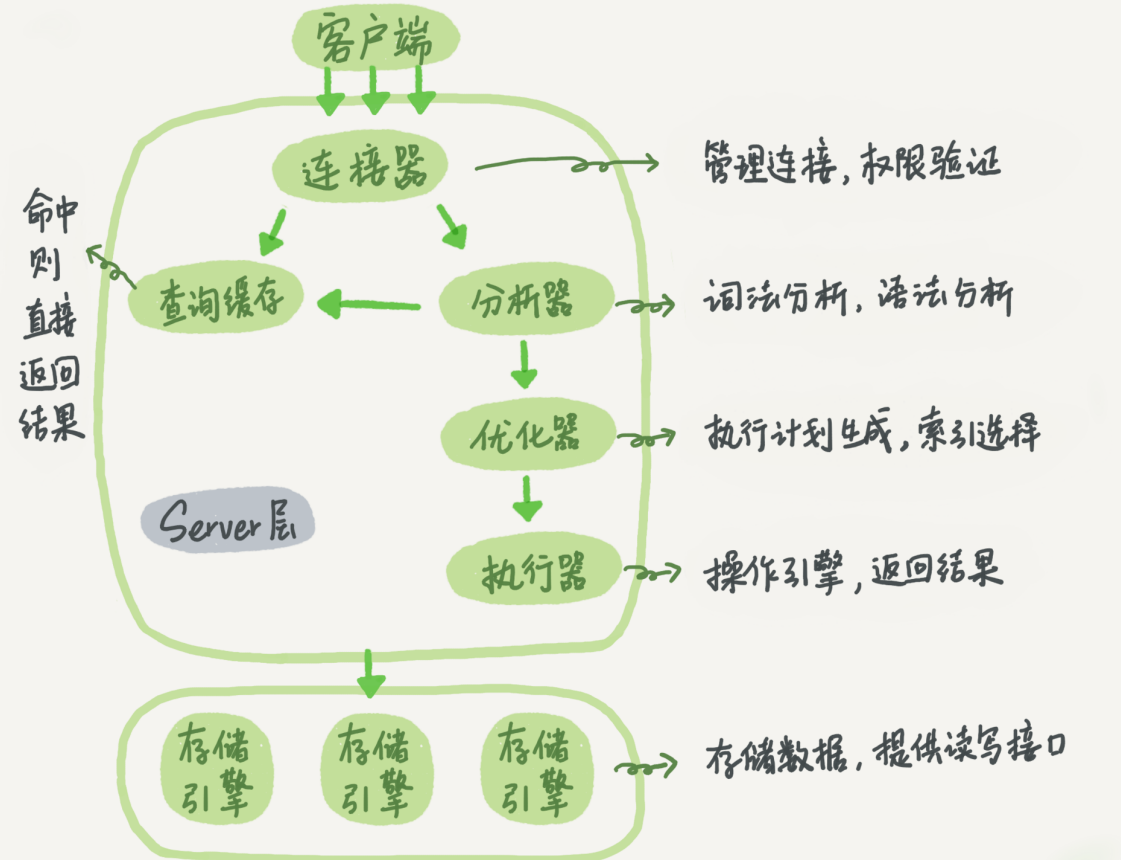 客户端
连接器
管理连接，权限验证
命中
则
直接
返回
结果
查询缓存
分析器
词法分析，语法分析
优化器
执行计划生成，索引选择
Server层
执行器
操作引擎，返回结果
存储
引擎
存储
引擎
存储
引擎
存储数据，提供读写接口